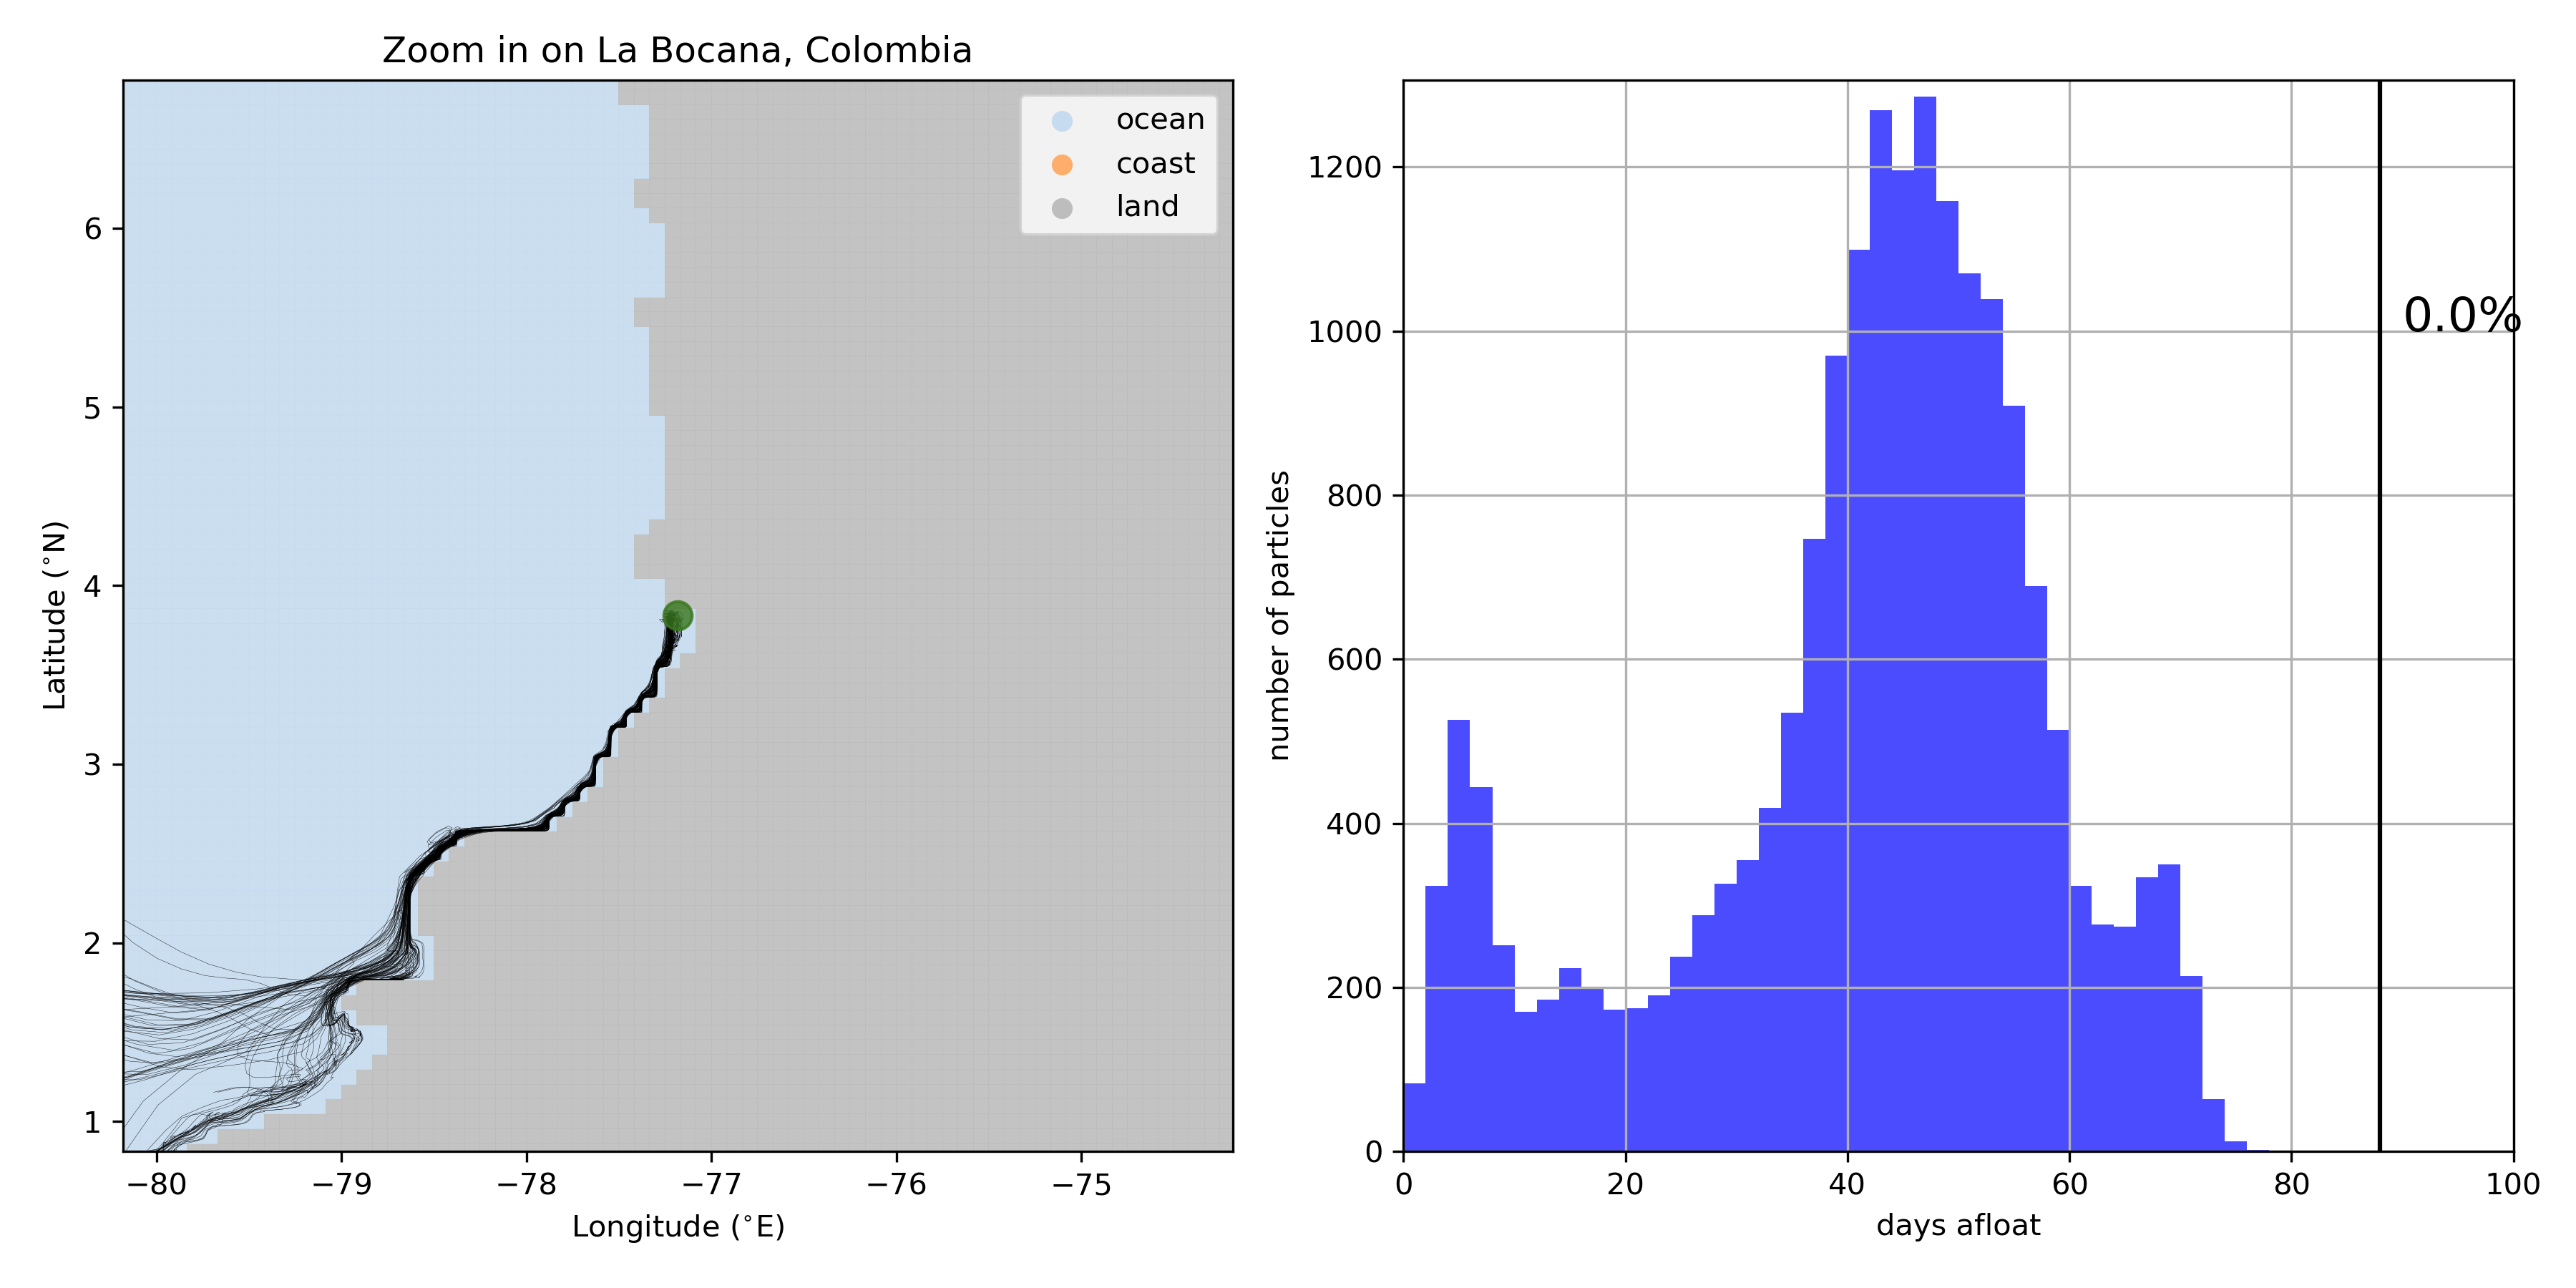 Zoom in on La Bocana, Colombia
ocean
coast
land
6
5
4
3
2
1
Latitude (°N)
−80 −79 −78 −77 −76 −75
Longitude (°E)
1200
1000
800
600
400
200
0
number of particles
0.0%
0 20 40 60 80 100
days afloat